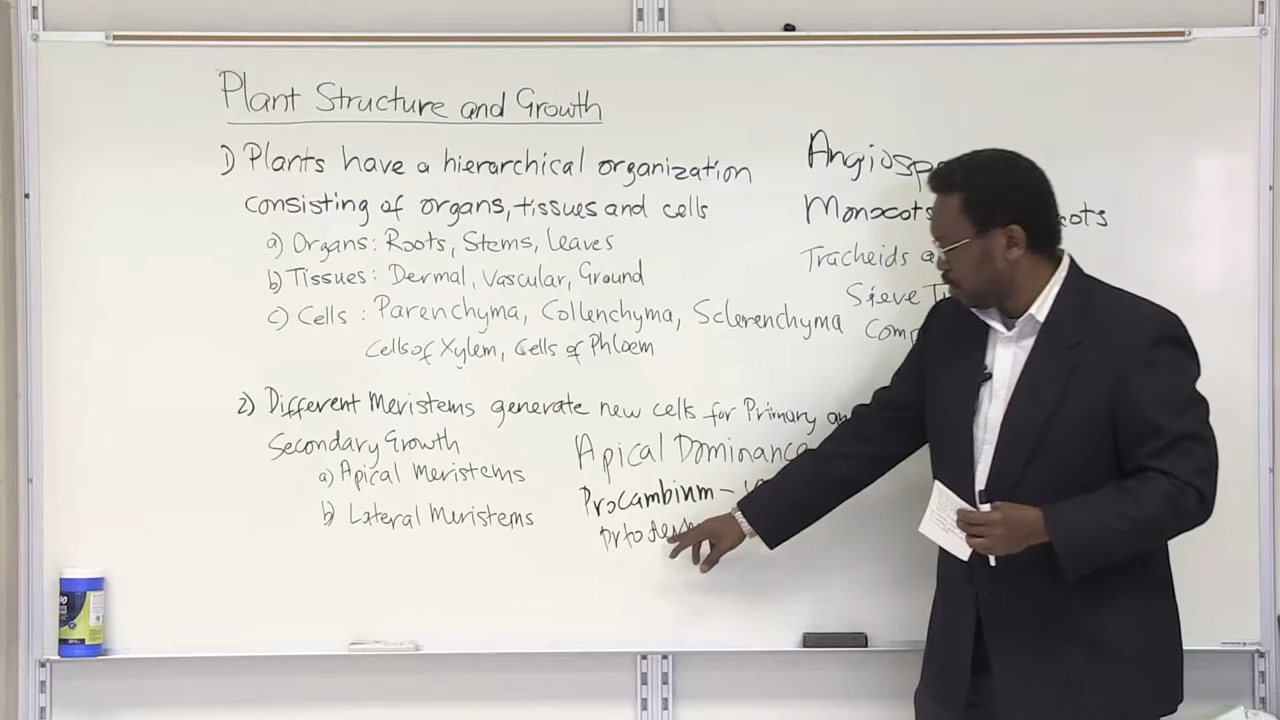 Plant Structure and Growth
1) Plants have a hierarchical organization
consisting of organs, tissues and cells
a) Organs: Roots, Stems, Leaves
b) Tissues: Dermal, Vascular, Ground
c) Cells : Parenchyma, Collenchyma, Sclerenchyma
Cells of Xylem, Cells of Phloem
2) Different Meristems generate new cells for Primary
Secondary Growth
a) Apical Meristems
b) Lateral Meristems
Monocots
Tracheids
Sieve
Apical Dominance
Procambium -